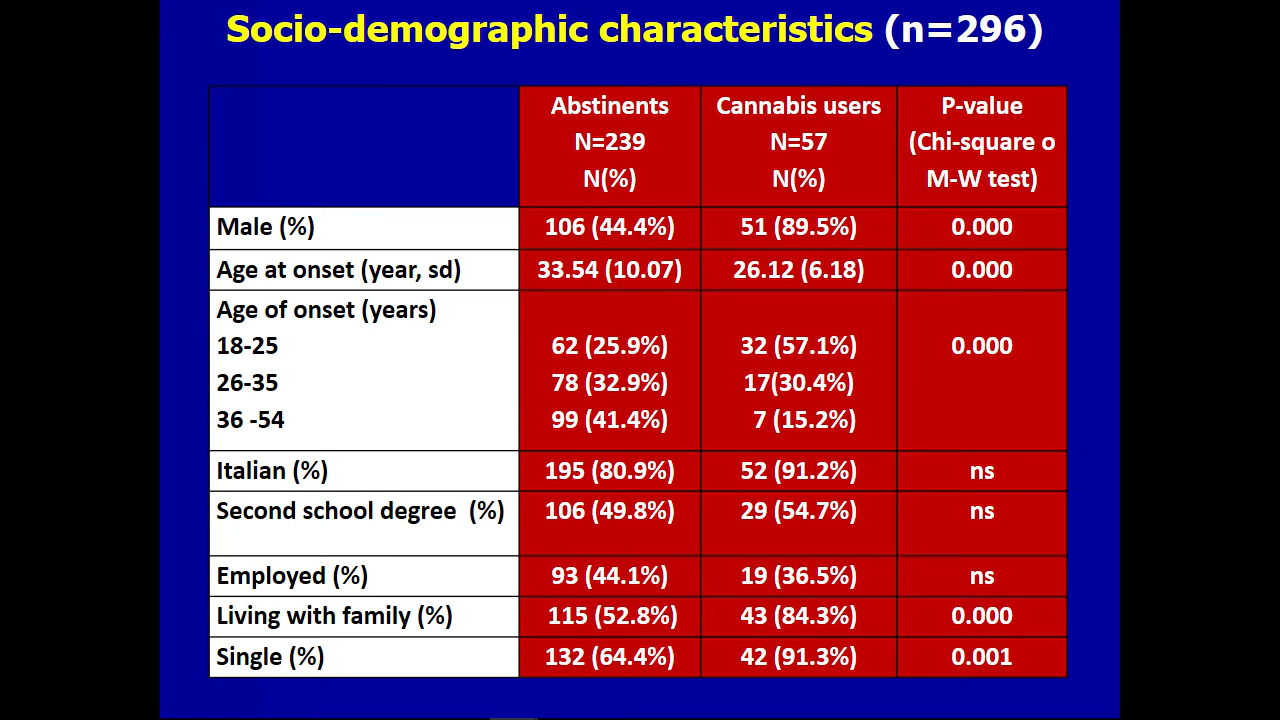 Socio-demographic characteristics (n=296)
Abstinents
N=239
N(%)
Cannabis users
N=57
N(%)
P-value
(Chi-square o
M-W test)
Male (%) 106 (44.4%) 51 (89.5%) 0.000
Age at onset (year, sd) 33.54 (10.07) 26.12 (6.18) 0.000
Age of onset (years)
18-25 62 (25.9%) 32 (57.1%) 0.000
26-35 78 (32.9%) 17(30.4%)
36 -54 99 (41.4%) 7 (15.2%)
Italian (%) 195 (80.9%) 52 (91.2%) ns
Second school degree (%) 106 (49.8%) 29 (54.7%) ns
Employed (%) 93 (44.1%) 19 (36.5%) ns
Living with family (%) 115 (52.8%) 43 (84.3%) 0.000
Single (%) 132 (64.4%) 42 (91.3%) 0.001